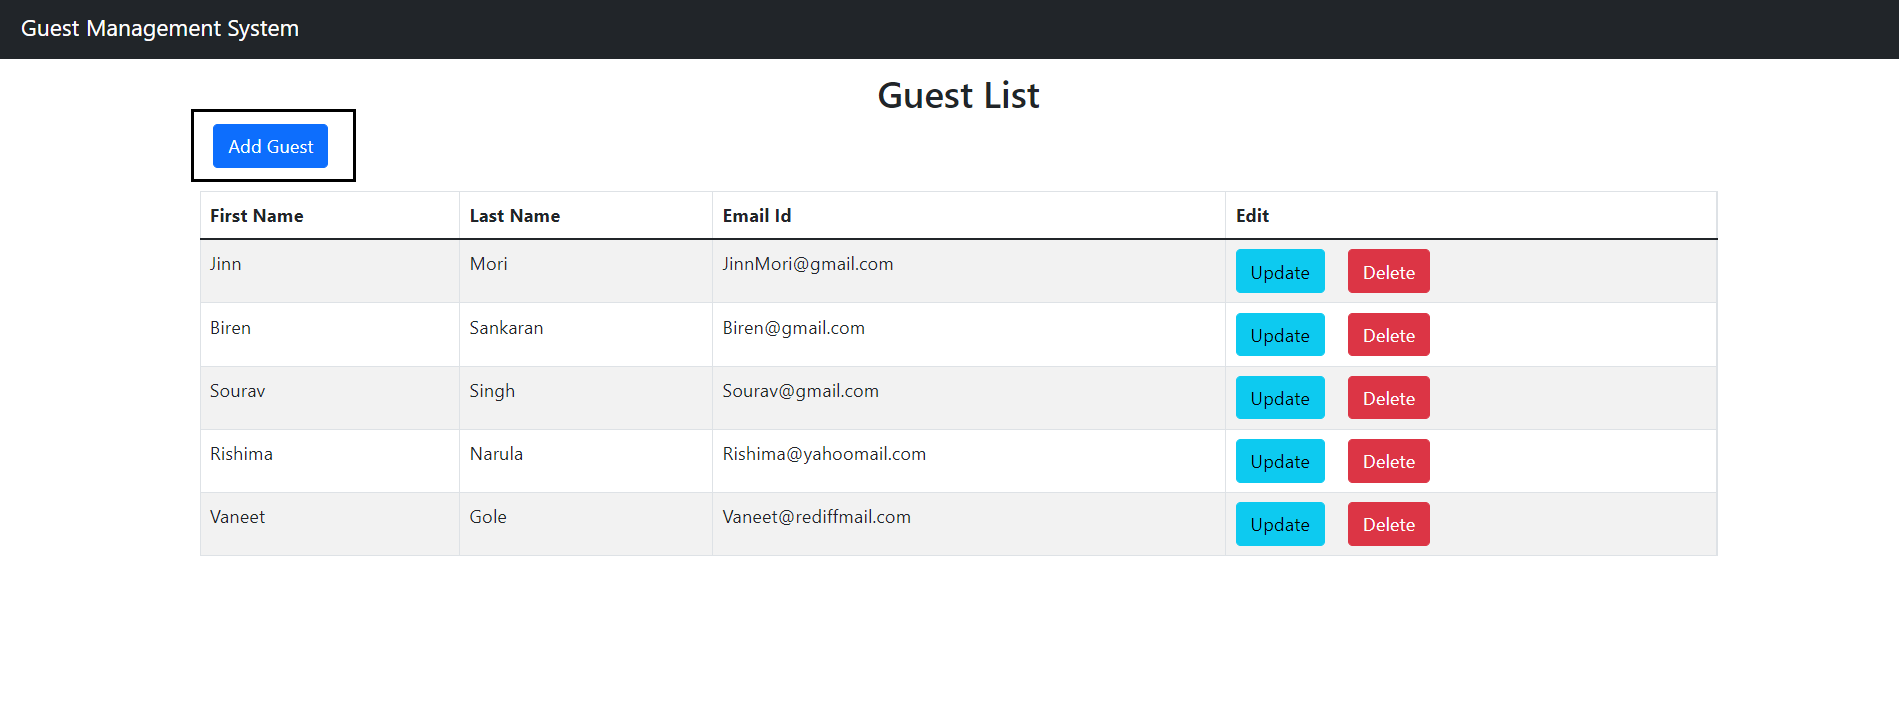 Guest Management System
Guest List
Add Guest
First Name Last Name Email Id Edit
Jinn Mori JinnMori@gmail.com Update Delete
Biren Sankaran Biren@gmail.com Update Delete
Sourav Singh Sourav@gmail.com Update Delete
Rishima Narula Rishima@yahoomail.com Update Delete
Vaneet Gole Vaneet@rediffmail.com Update Delete